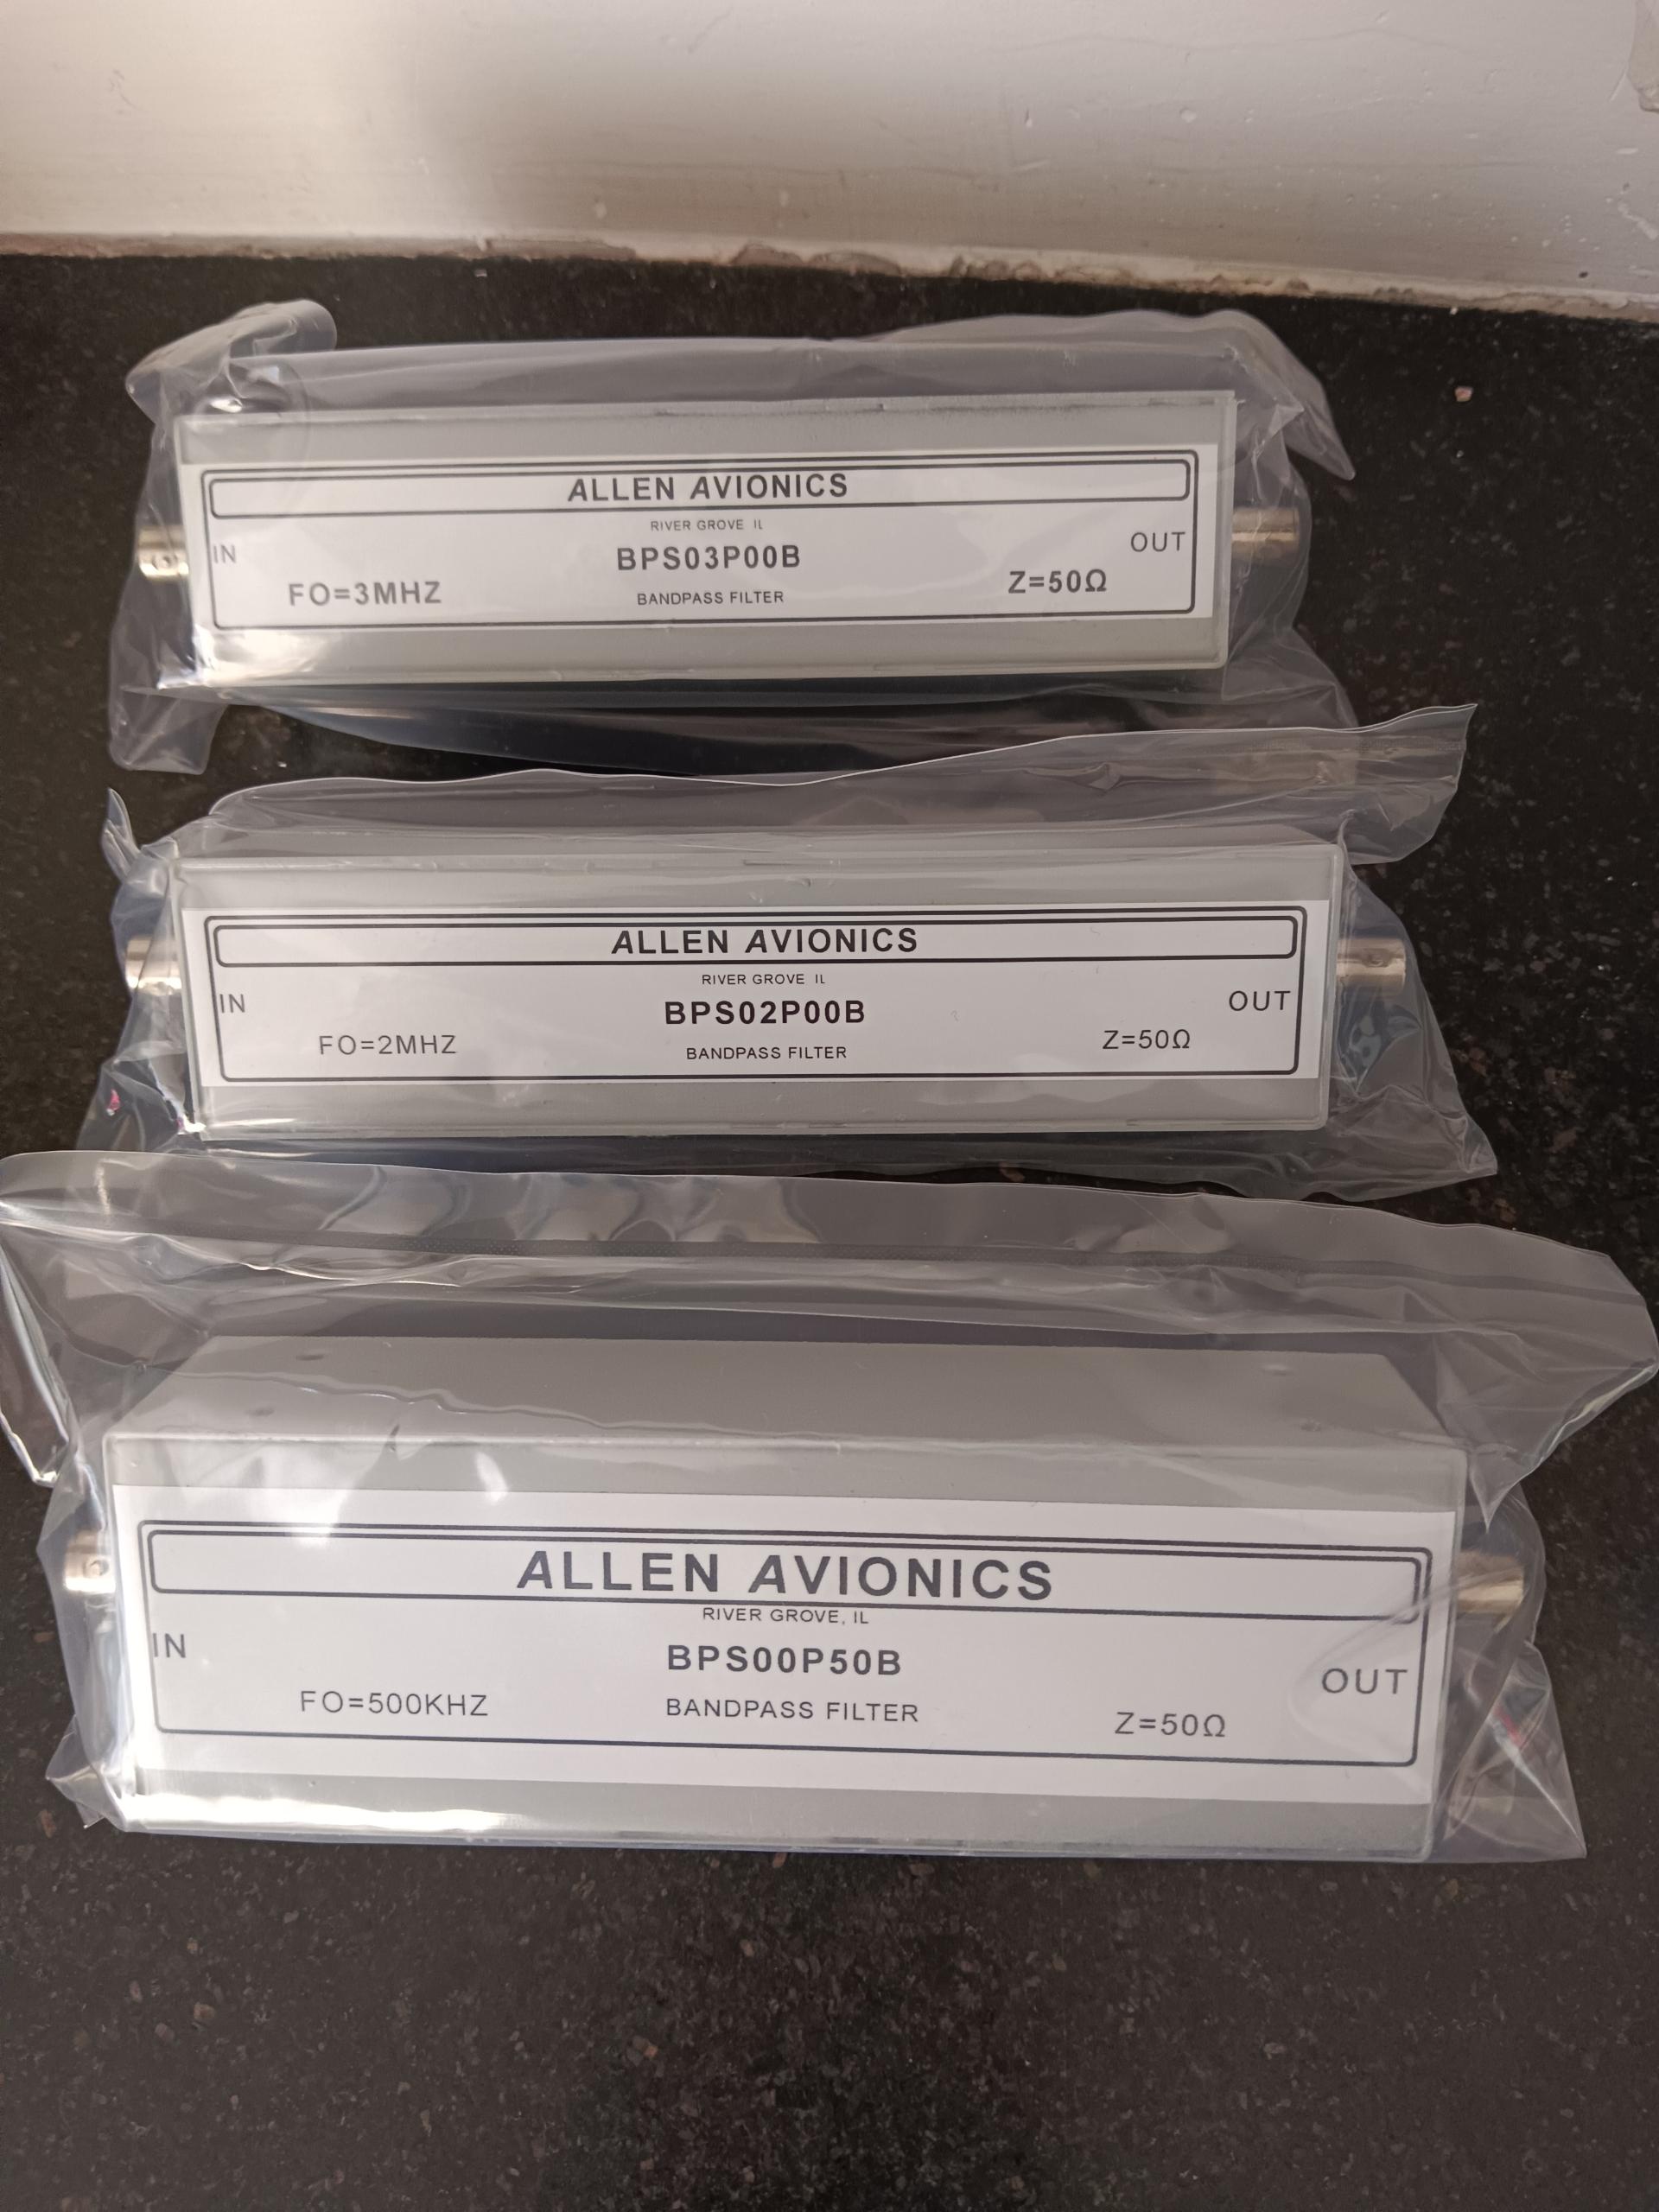 ALLEN AVIONICS
RIVER GROVE IL
IN
BPS03P00B
OUT
FO=3MHZ
BANDPASS FILTER
Z=50Ω
ALLEN AVIONICS
RIVER GROVE IL
IN
BPS02P00B
OUT
FO=2MHZ
BANDPASS FILTER
Z=50Ω
ALLEN AVIONICS
RIVER GROVE, IL
IN
BPS00P50B
OUT
FO=500KHZ
BANDPASS FILTER
Z=50Ω